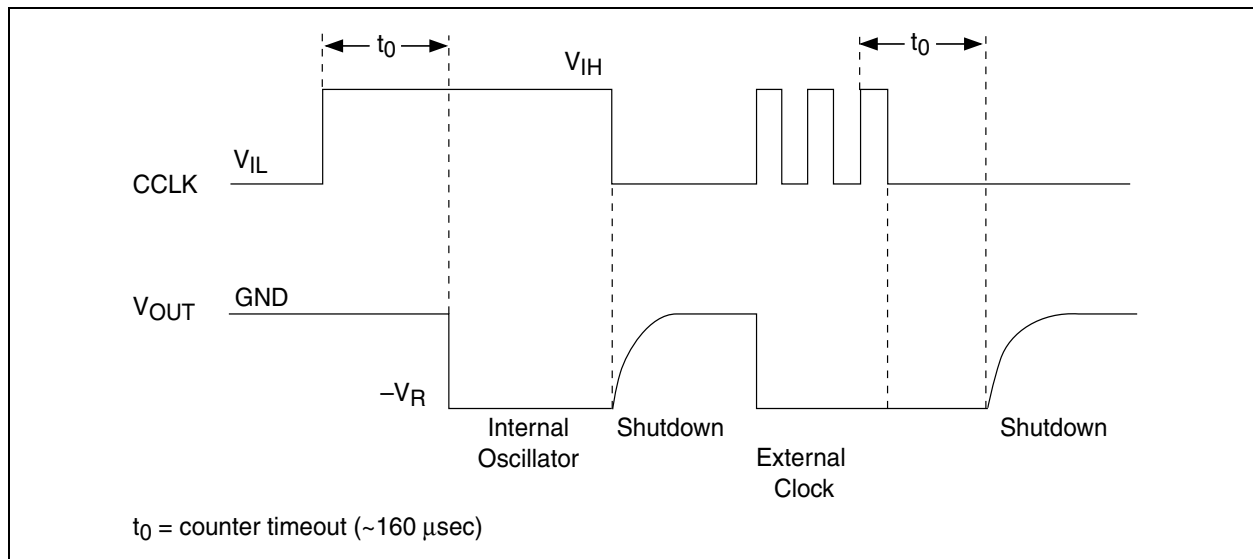 t0
t0
VIH
VIL
CCLK
GND
VOUT
–VR
Internal
Oscillator
Shutdown
External
Clock
Shutdown
t0 = counter timeout (~160 μsec)